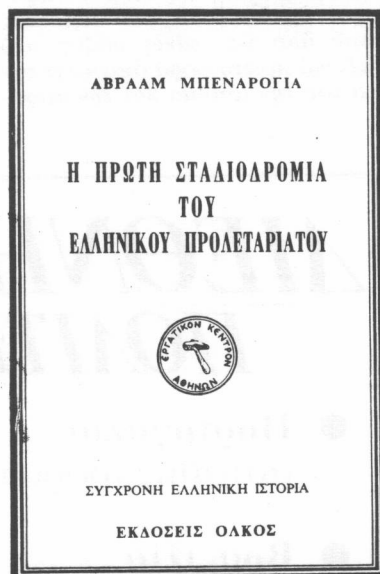 ΑΒΡΑΑΜ ΜΠΕΝΑΡΟΓΙΑ
Η ΠΡΩΤΗ ΣΤΑΔΙΟΔΡΟΜΙΑ
ΤΟΥ
ΕΛΛΗΝΙΚΟΥ ΠΡΟΛΕΤΑΡΙΑΤΟΥ
ΕΡΓΑΤΙΚΟΝ ΚΕΝΤΡΟΝ
ΑΘΗΝΩΝ
ΣΥΓΧΡΟΝΗ ΕΛΛΗΝΙΚΗ ΙΣΤΟΡΙΑ
ΕΚΔΟΣΕΙΣ ΟΛΚΟΣ